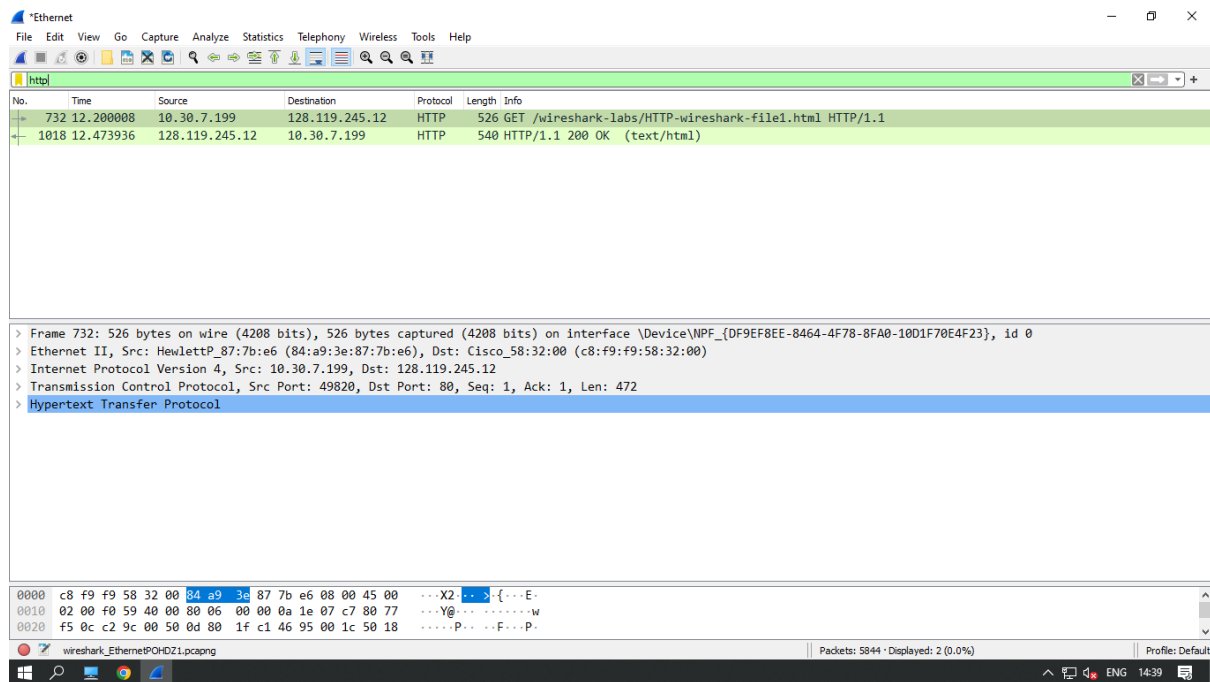 *Ethernet
File Edit View Go Capture Analyze Statistics Telephony Wireless Tools Help
http
No. Time Source Destination Protocol Length Info
732 12.200008 10.30.7.199 128.119.245.12 HTTP 526 GET /wireshark-labs/HTTP-wireshark-file1.html HTTP/1.1
1018 12.473936 128.119.245.12 10.30.7.199 HTTP 540 HTTP/1.1 200 OK (text/html)
> Frame 732: 526 bytes on wire (4208 bits), 526 bytes captured (4208 bits) on interface \Device\NPF_{DF9EF8EE-8464-4F78-8FA0-10D1F70E4F23}, id 0
> Ethernet II, Src: HewlettP_87:7b:e6 (84:a9:3e:87:7b:e6), Dst: Cisco_58:32:00 (c8:f9:f9:58:32:00)
> Internet Protocol Version 4, Src: 10.30.7.199, Dst: 128.119.245.12
> Transmission Control Protocol, Src Port: 49820, Dst Port: 80, Seq: 1, Ack: 1, Len: 472
> Hypertext Transfer Protocol
0000 c8 f9 f9 58 32 00 84 a9 3e 87 7b e6 08 00 45 00 ···X2··· >·{···E·
0010 02 00 f0 59 40 00 80 06 00 00 0a 1e 07 c7 80 77 ···Y@··· ·······w
0020 f5 0c c2 9c 00 50 0d 80 1f c1 46 95 00 1c 50 18 ·····P·· ··F···P·
wireshark_EthernetPOHDZ1.pcapng Packets: 5844 · Displayed: 2 (0.0%) Profile: Default
ENG 14:39